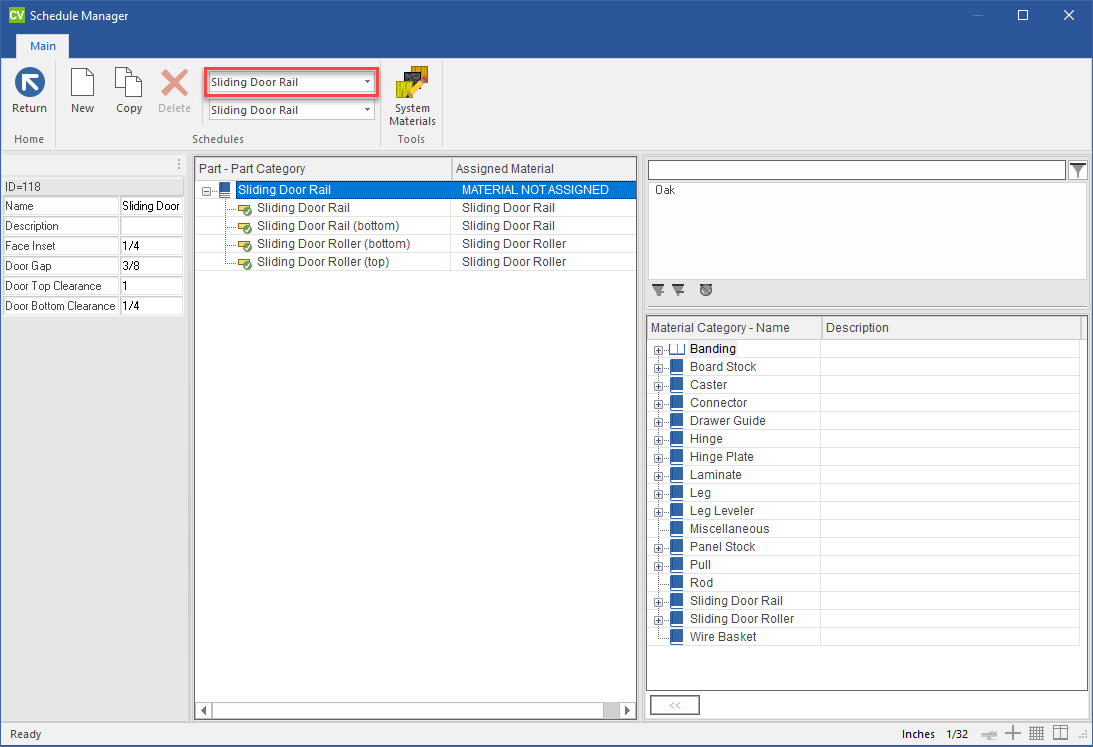 CV Schedule Manager
Main
Return
New
Copy
Delete
Sliding Door Rail
Sliding Door Rail
System
Materials
Home
Schedules
Tools
ID=118
Name Sliding Door
Description
Face Inset 1/4
Door Gap 3/8
Door Top Clearance 1
Door Bottom Clearance 1/4
Part - Part Category Assigned Material
Sliding Door Rail MATERIAL NOT ASSIGNED
Sliding Door Rail Sliding Door Rail
Sliding Door Rail (bottom) Sliding Door Rail
Sliding Door Roller (bottom) Sliding Door Roller
Sliding Door Roller (top) Sliding Door Roller
Oak
Material Category - Name Description
Banding
Board Stock
Caster
Connector
Drawer Guide
Hinge
Hinge Plate
Laminate
Leg
Leg Leveler
Miscellaneous
Panel Stock
Pull
Rod
Sliding Door Rail
Sliding Door Roller
Wire Basket
<<
Ready
Inches 1/32